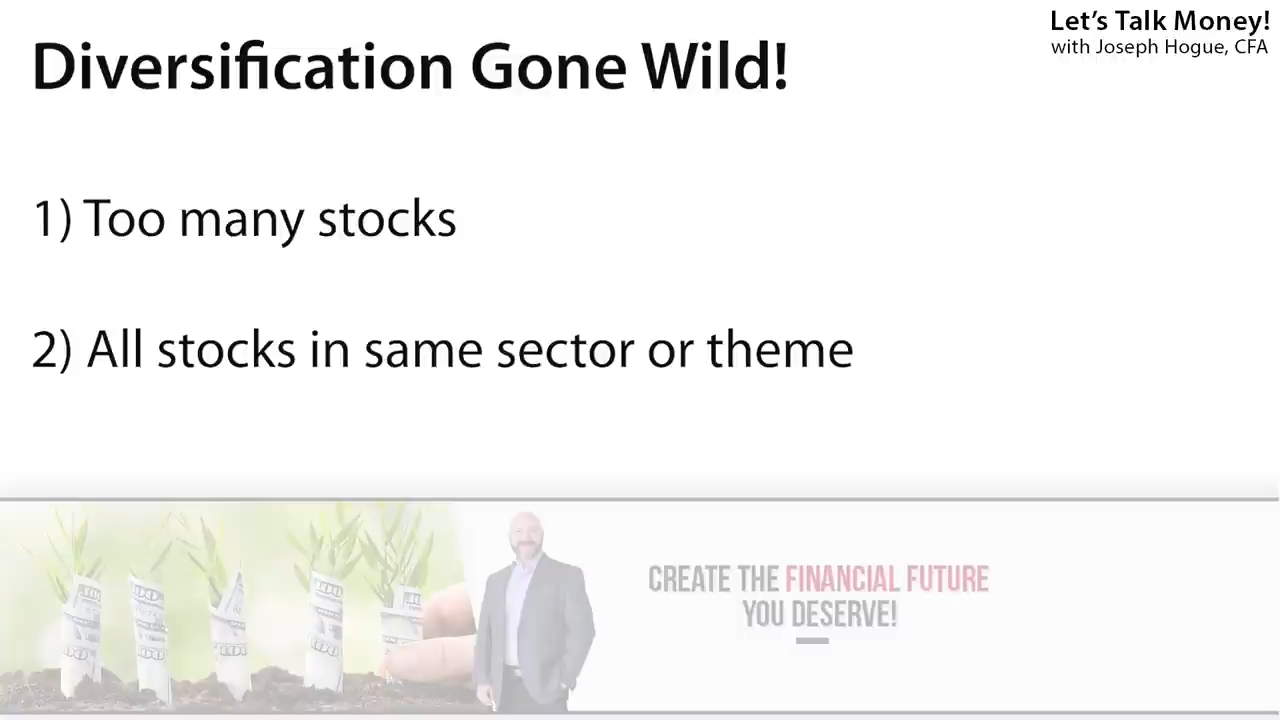 Let's Talk Money!
with Joseph Hogue, CFA
Diversification Gone Wild!
1) Too many stocks
2) All stocks in same sector or theme
CREATE THE FINANCIAL FUTURE
YOU DESERVE!